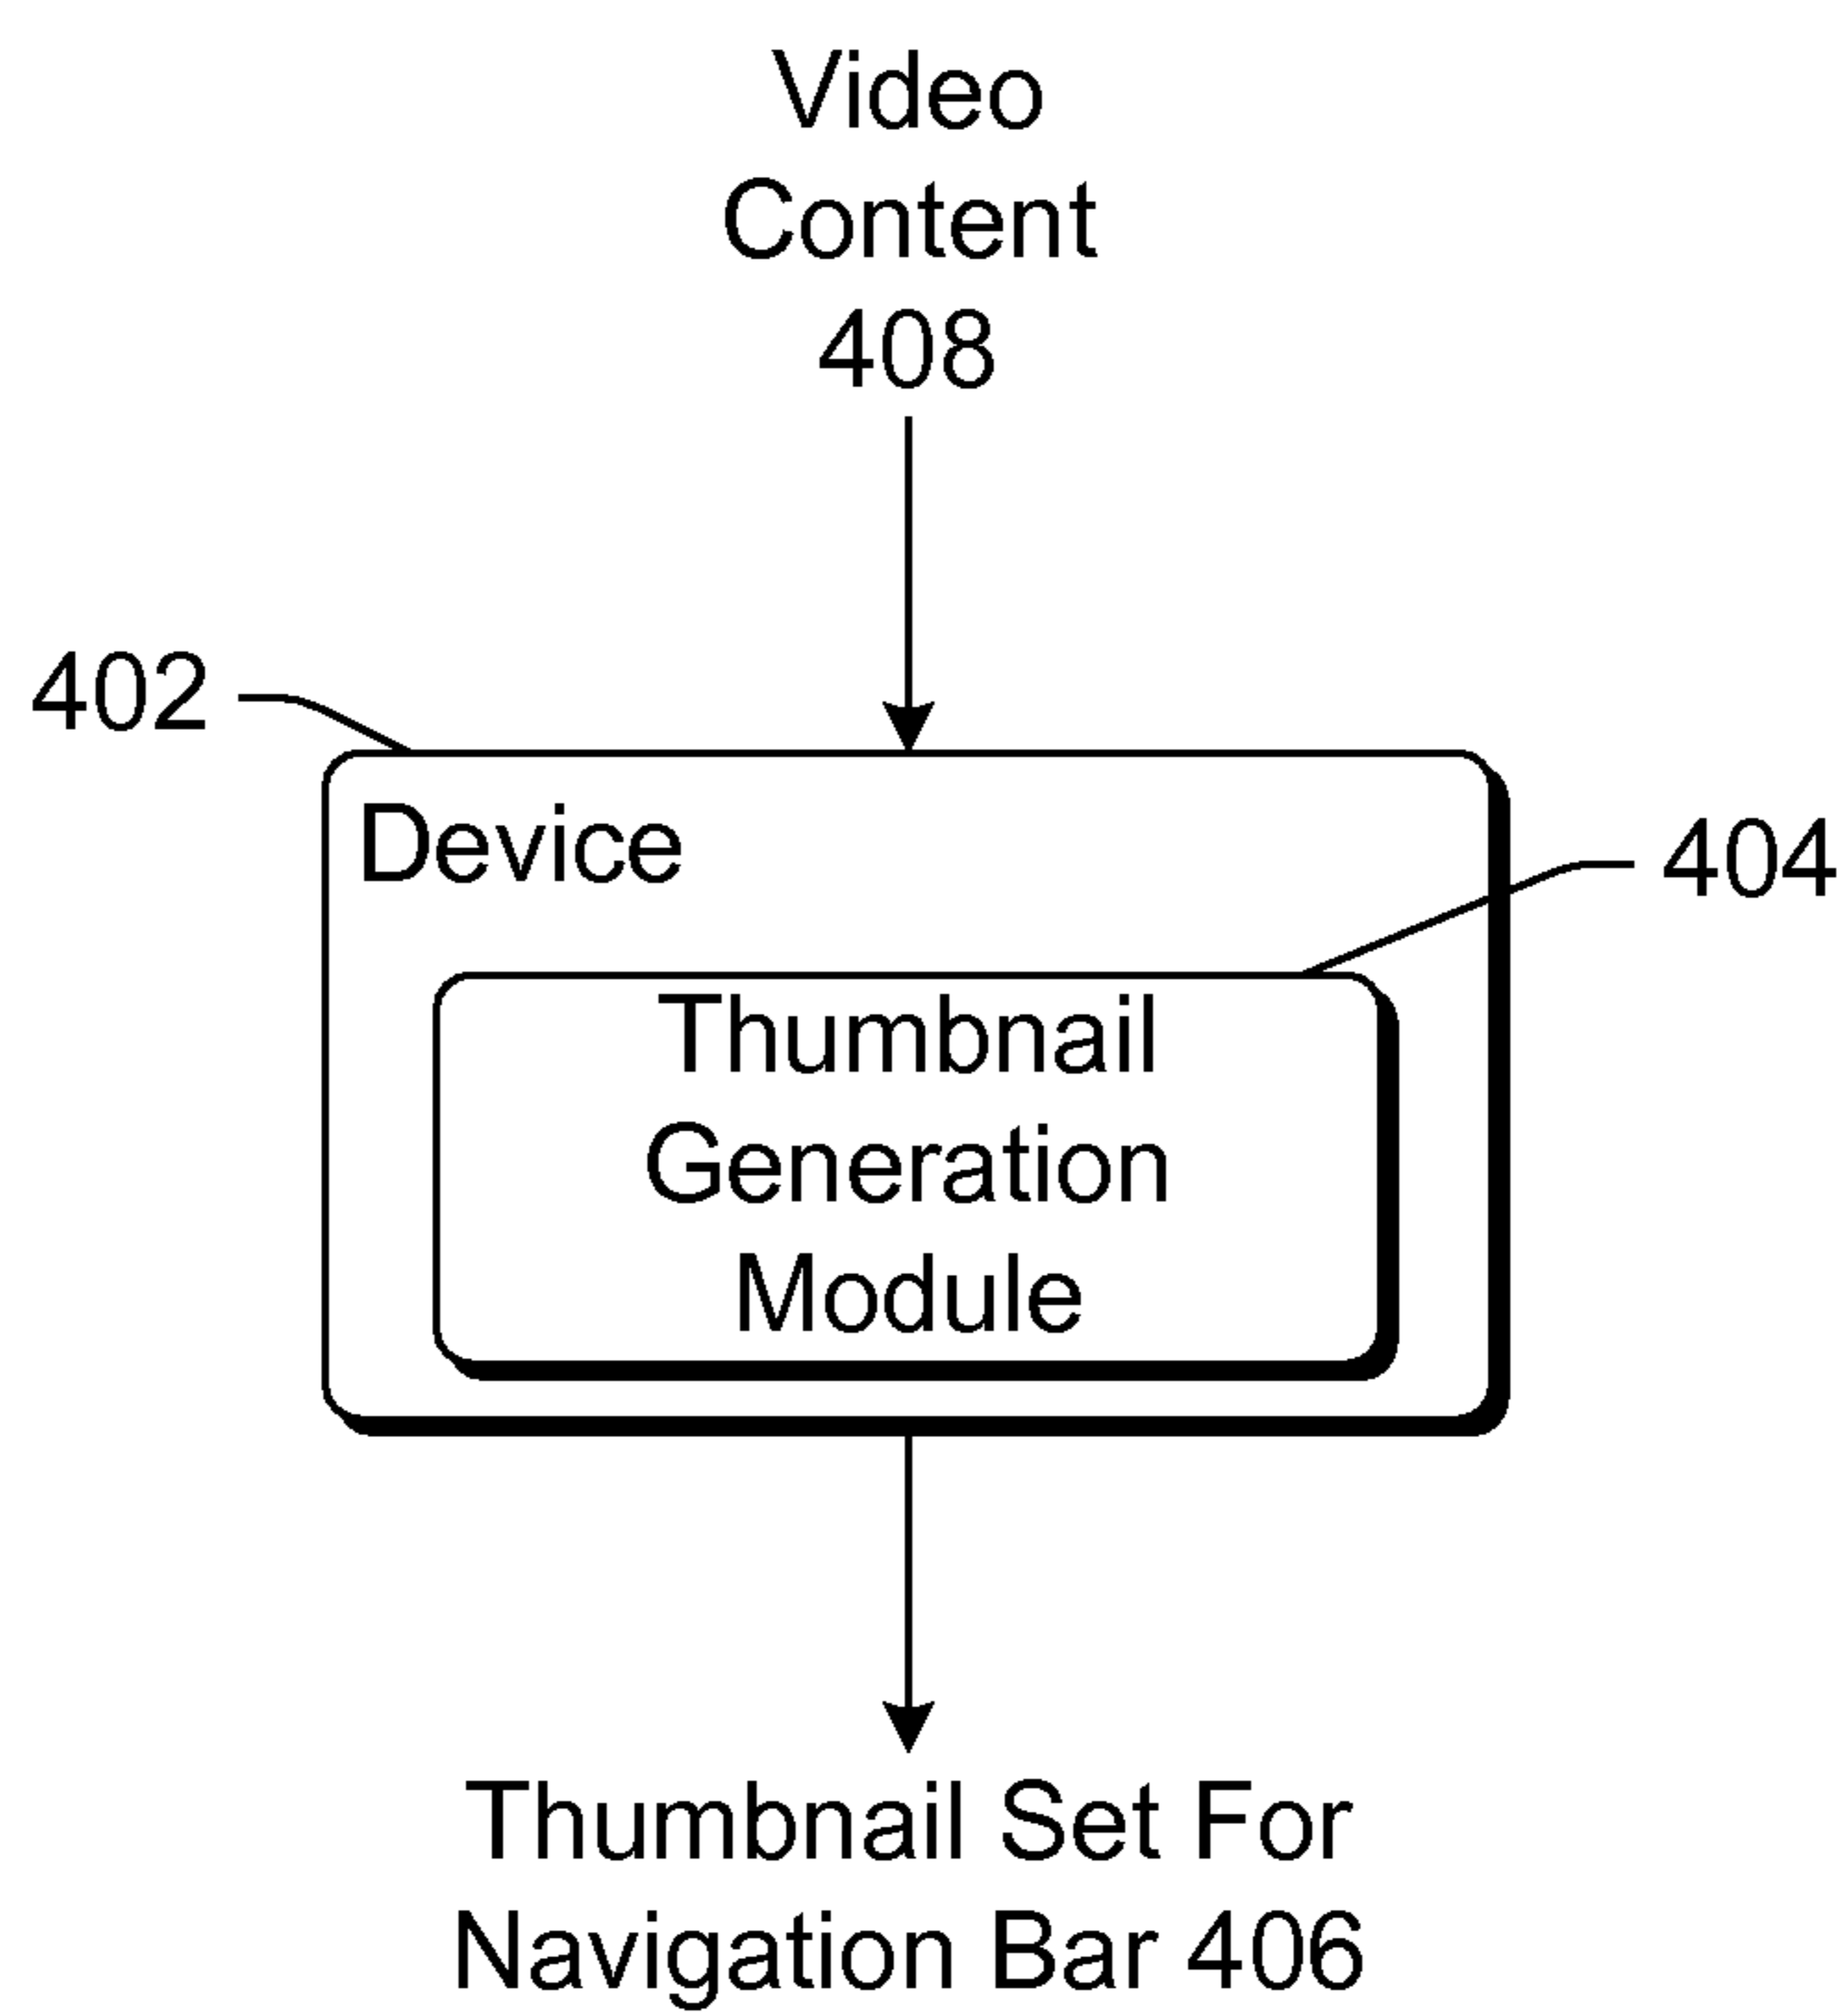 Video
Content
408
402
Device
404
Thumbnail
Generation
Module
Thumbnail Set For
Navigation Bar 406